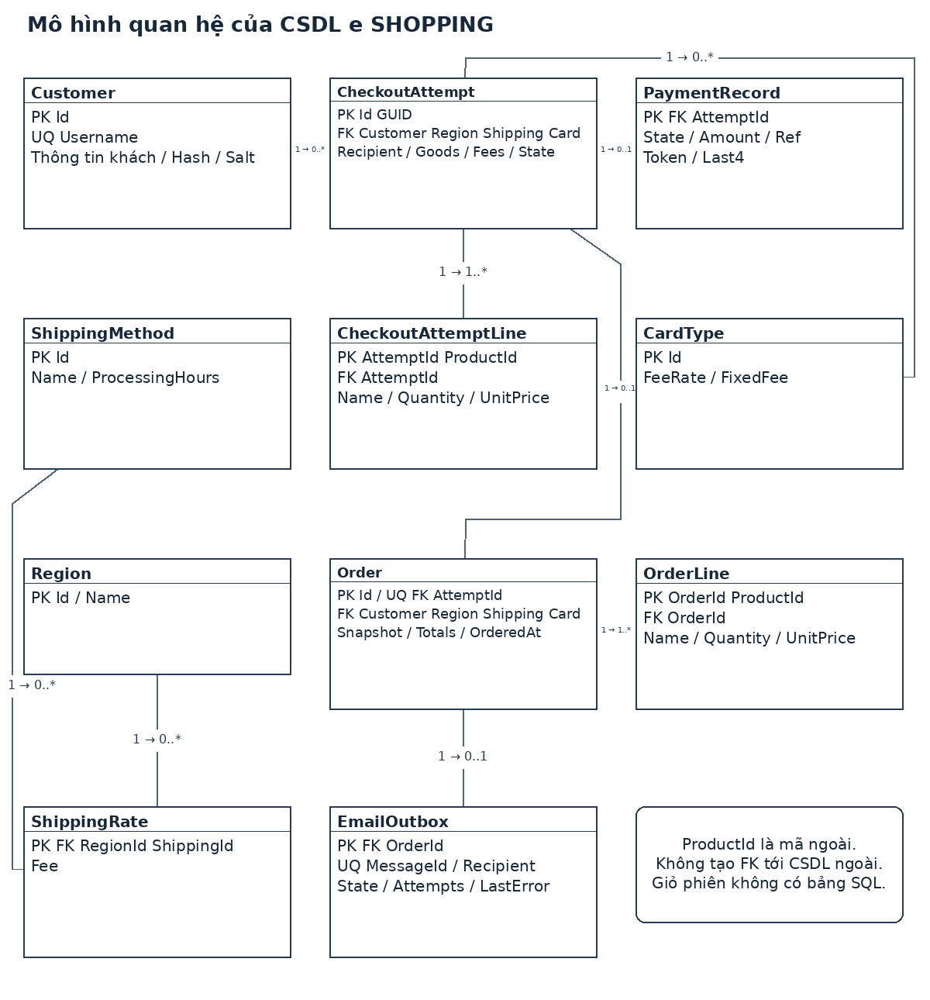 Mô hình quan hệ của CSDL e SHOPPING
1 → 0..*
Customer
PK Id
UQ Username
Thông tin khách / Hash / Salt
1 → 0..*
CheckoutAttempt
PK Id GUID
FK Customer Region Shipping Card
Recipient / Goods / Fees / State
1 → 0..1
PaymentRecord
PK FK AttemptId
State / Amount / Ref
Token / Last4
1 → 1..*
ShippingMethod
PK Id
Name / ProcessingHours
CheckoutAttemptLine
PK AttemptId ProductId
FK AttemptId
Name / Quantity / UnitPrice
1 → 0..1
CardType
PK Id
FeeRate / FixedFee
Region
PK Id / Name
Order
PK Id / UQ FK AttemptId
FK Customer Region Shipping Card
Snapshot / Totals / OrderedAt
1 → 1..*
OrderLine
PK OrderId ProductId
FK OrderId
Name / Quantity / UnitPrice
1 → 0..*
1 → 0..*
1 → 0..1
ShippingRate
PK FK RegionId ShippingId
Fee
EmailOutbox
PK FK OrderId
UQ MessageId / Recipient
State / Attempts / LastError
ProductId là mã ngoài.
Không tạo FK tới CSDL ngoài.
Giỏ phiên không có bảng SQL.